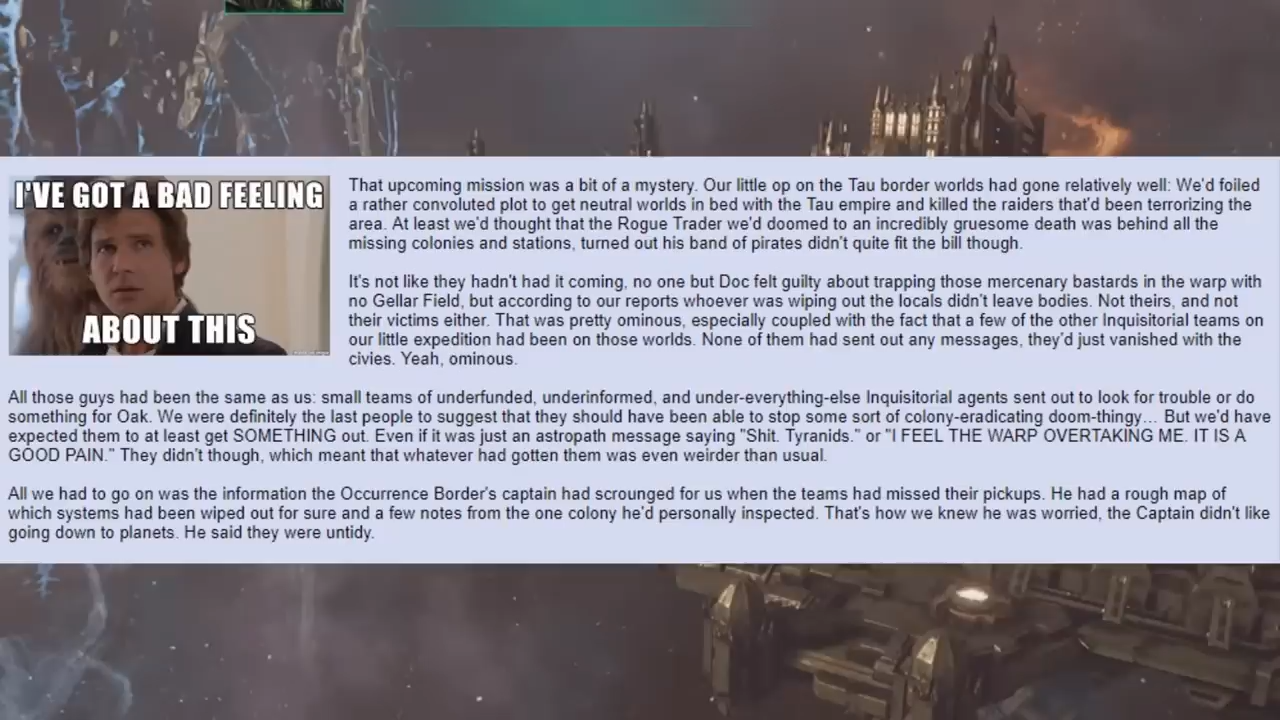 I'VE GOT A BAD FEELING
ABOUT THIS
That upcoming mission was a bit of a mystery. Our little op on the Tau border worlds had gone relatively well: We'd foiled
a rather convoluted plot to get neutral worlds in bed with the Tau empire and killed the raiders that'd been terrorizing the
area. At least we'd thought that the Rogue Trader we'd doomed to an incredibly gruesome death was behind all the
missing colonies and stations, turned out his band of pirates didn't quite fit the bill though.
It's not like they hadn't had it coming, no one but Doc felt guilty about trapping those mercenary bastards in the warp with
no Gellar Field, but according to our reports whoever was wiping out the locals didn't leave bodies. Not theirs, and not
their victims either. That was pretty ominous, especially coupled with the fact that a few of the other Inquisitorial teams on
our little expedition had been on those worlds. None of them had sent out any messages, they'd just vanished with the
civies. Yeah, ominous.
All those guys had been the same as us: small teams of underfunded, underinformed, and under-everything-else Inquisitorial agents sent out to look for trouble or do
something for Oak. We were definitely the last people to suggest that they should have been able to stop some sort of colony-eradicating doom-thingy... But we'd have
expected them to at least get SOMETHING out. Even if it was just an astropath message saying "Shit. Tyranids." or "I FEEL THE WARP OVERTAKING ME. IT IS A
GOOD PAIN." They didn't though, which meant that whatever had gotten them was even weirder than usual.
All we had to go on was the information the Occurrence Border's captain had scrounged for us when the teams had missed their pickups. He had a rough map of
which systems had been wiped out for sure and a few notes from the one colony he'd personally inspected. That's how we knew he was worried, the Captain didn't like
going down to planets. He said they were untidy.